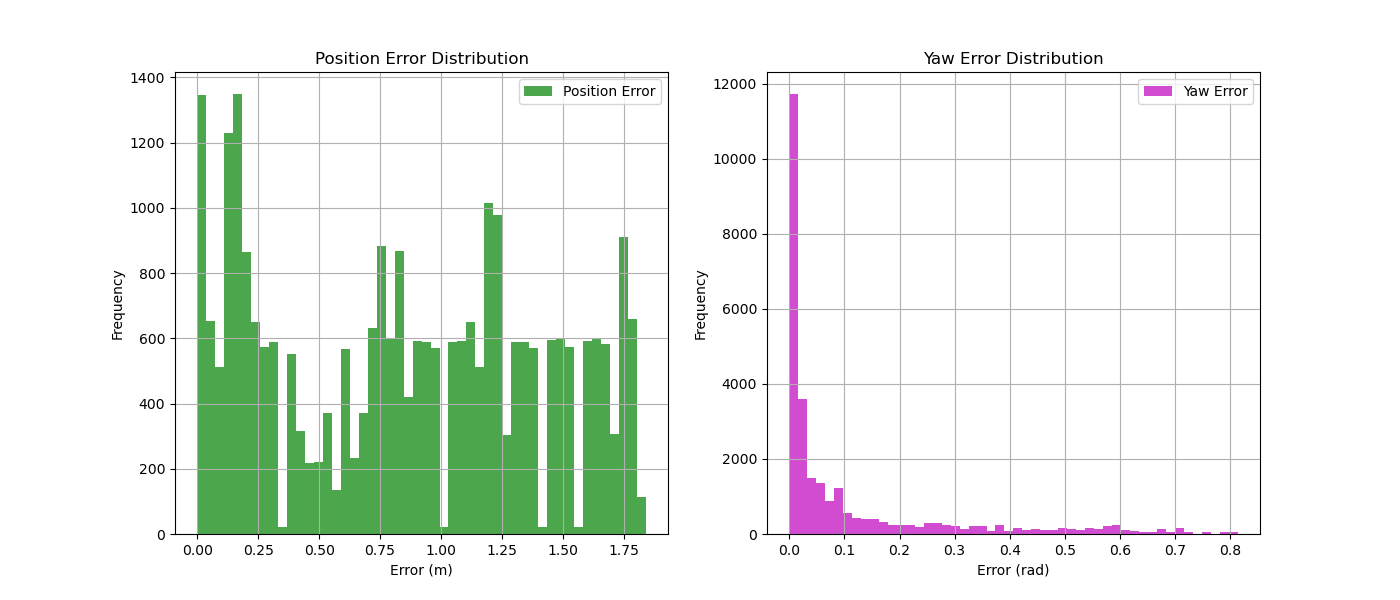 Position Error Distribution
Position Error
1400
1200
1000
800
600
400
200
0
Frequency
0.00 0.25 0.50 0.75 1.00 1.25 1.50 1.75
Error (m)
Yaw Error Distribution
Yaw Error
12000
10000
8000
6000
4000
2000
0
Frequency
0.0 0.1 0.2 0.3 0.4 0.5 0.6 0.7 0.8
Error (rad)